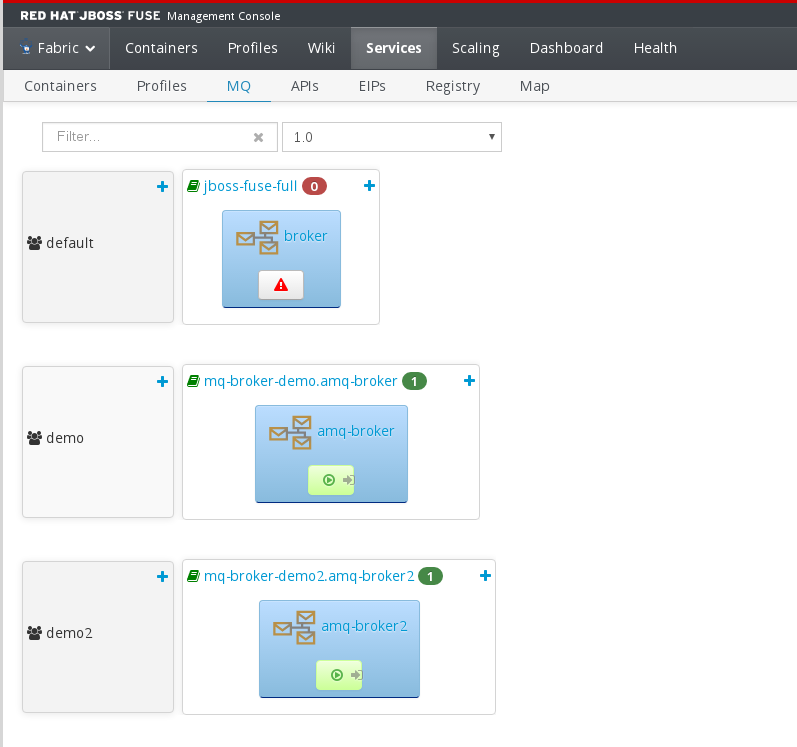 RED HAT JBOSS FUSE Management Console
Fabric Containers Profiles Wiki Services Scaling Dashboard Health
Containers Profiles MQ APIs EIPs Registry Map
Filter... 1.0
jboss-fuse-full 0
broker
default
mq-broker-demo.amq-broker 1
amq-broker
demo
mq-broker-demo2.amq-broker2 1
amq-broker2
demo2